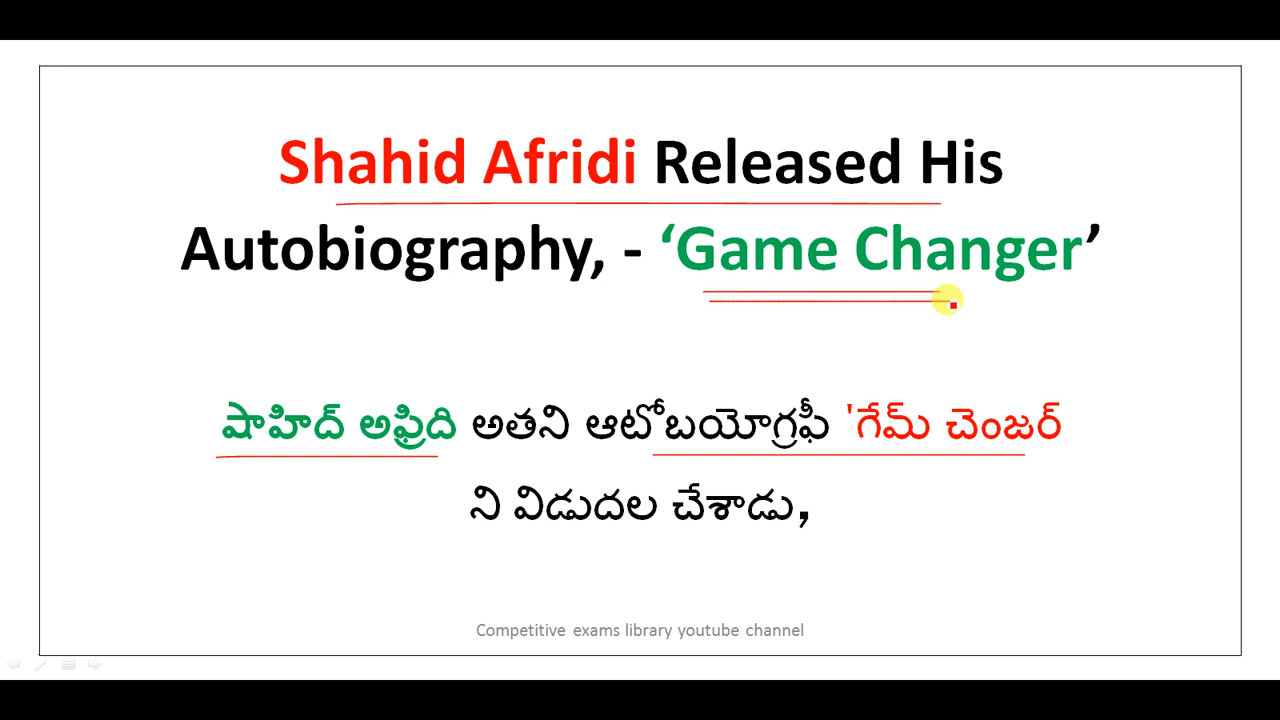 Shahid Afridi Released His
Autobiography, - ‘Game Changer’
షాహిద్ అఫ్రిది అతని ఆటోబయోగ్రఫీ 'గేమ్ చెంజర్
ని విడుదల చేశాడు,
Competitive exams library youtube channel